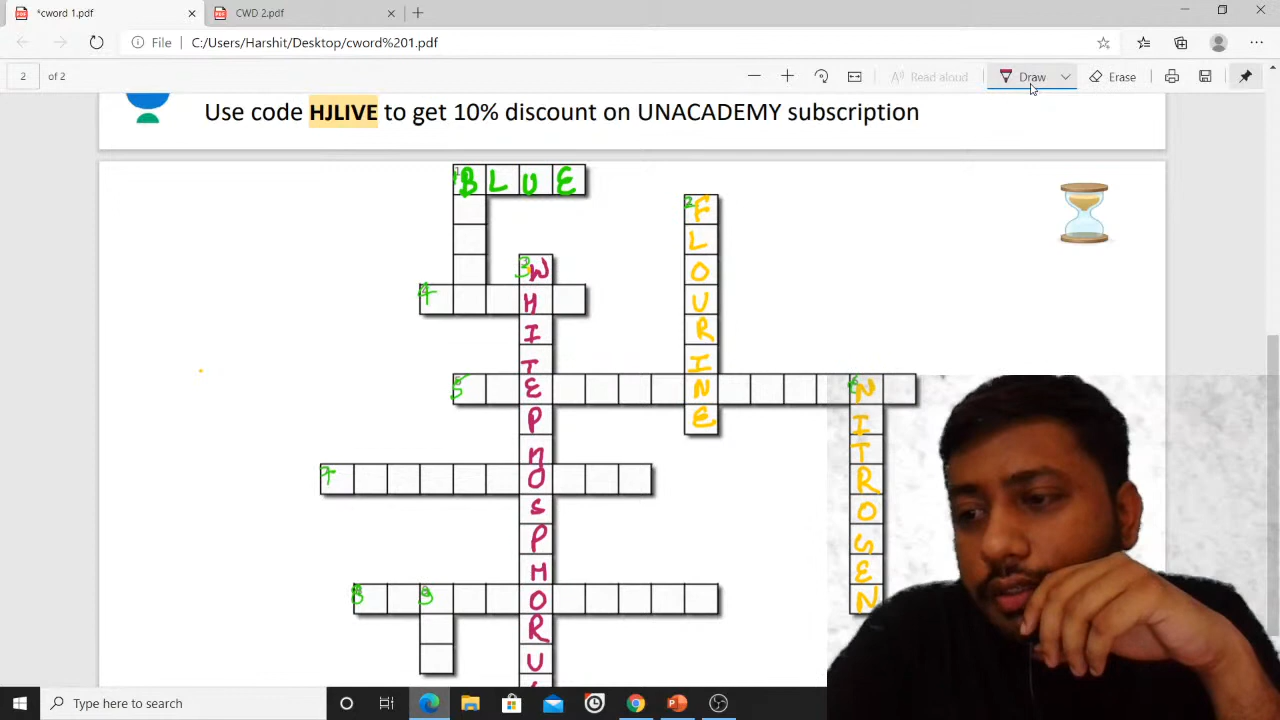 *cword 1.pdf
CWD 2.pdf
File
C:/Users/Harshit/Desktop/cword%201.pdf
2
of 2
Read aloud
Draw
Erase
Use code HJLIVE to get 10% discount on UNACADEMY subscription
1
BLUE
2
FLOURINE
3
WHITEPHOSPHORUS
4
5
6
NITROGEN
7
8
9
Type here to search